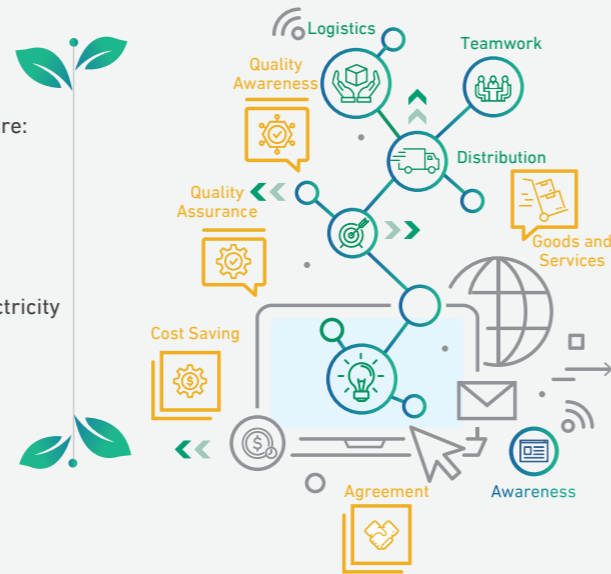 re:
ctricity
Logistics
Teamwork
Quality
Awareness
Distribution
Quality
Assurance
Goods and
Services
Cost Saving
Agreement
Awareness